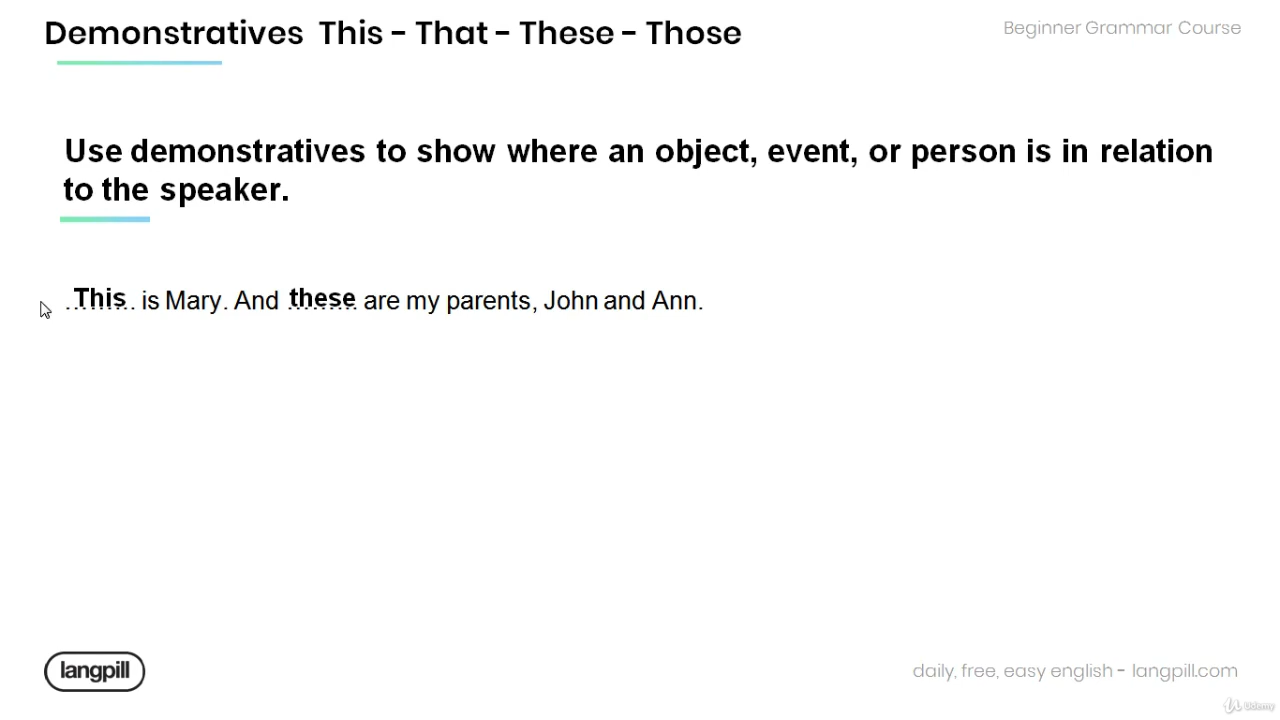 Demonstratives This - That - These - Those
Beginner Grammar Course
Use demonstratives to show where an object, event, or person is in relation
to the speaker.
This is Mary. And these are my parents, John and Ann.
langpill
daily, free, easy english - langpill.com
Udemy